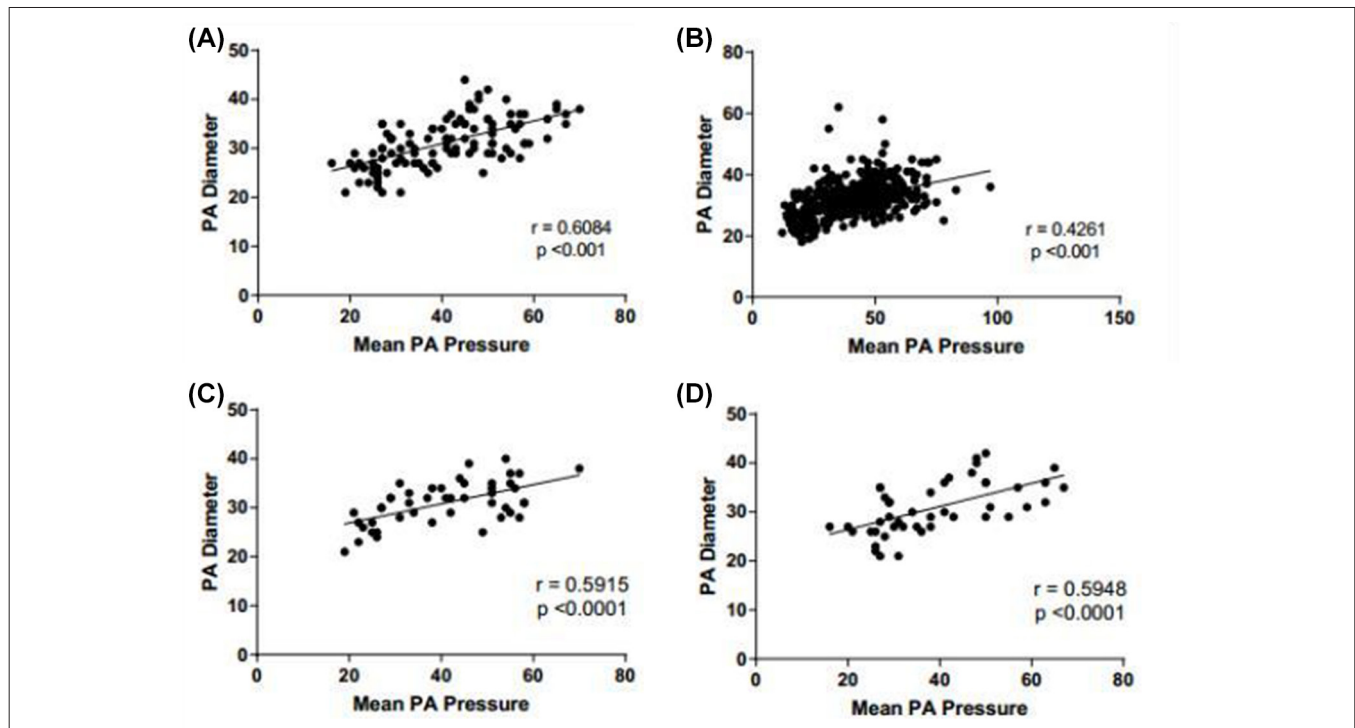 (A)
50
40
30
20
10
0
PA Diameter
r = 0.6084
p <0.001
0 20 40 60 80
Mean PA Pressure
(B)
80
60
40
20
0
PA Diameter
r = 0.4261
p <0.001
0 50 100 150
Mean PA Pressure
(C)
50
40
30
20
10
0
PA Diameter
r = 0.5915
p <0.0001
0 20 40 60 80
Mean PA Pressure
(D)
50
40
30
20
10
0
PA Diameter
r = 0.5948
p <0.0001
0 20 40 60 80
Mean PA Pressure